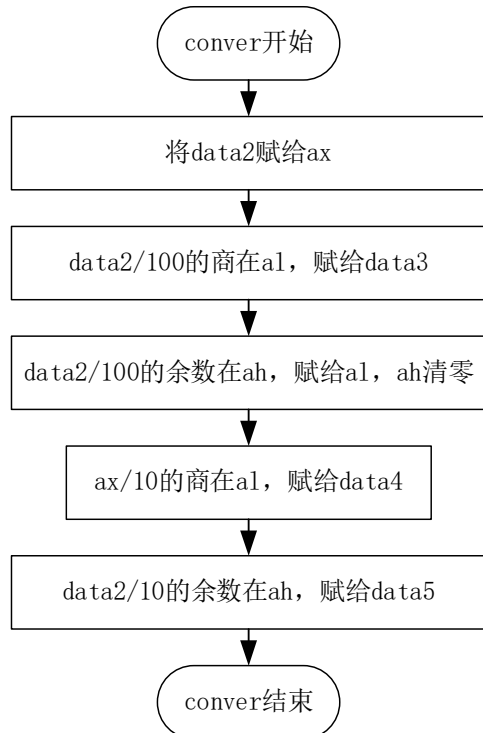 conver开始
将data2赋给ax
data2/100的商在al，赋给data3
data2/100的余数在ah，赋给al，ah清零
ax/10的商在al，赋给data4
data2/10的余数在ah，赋给data5
conver结束